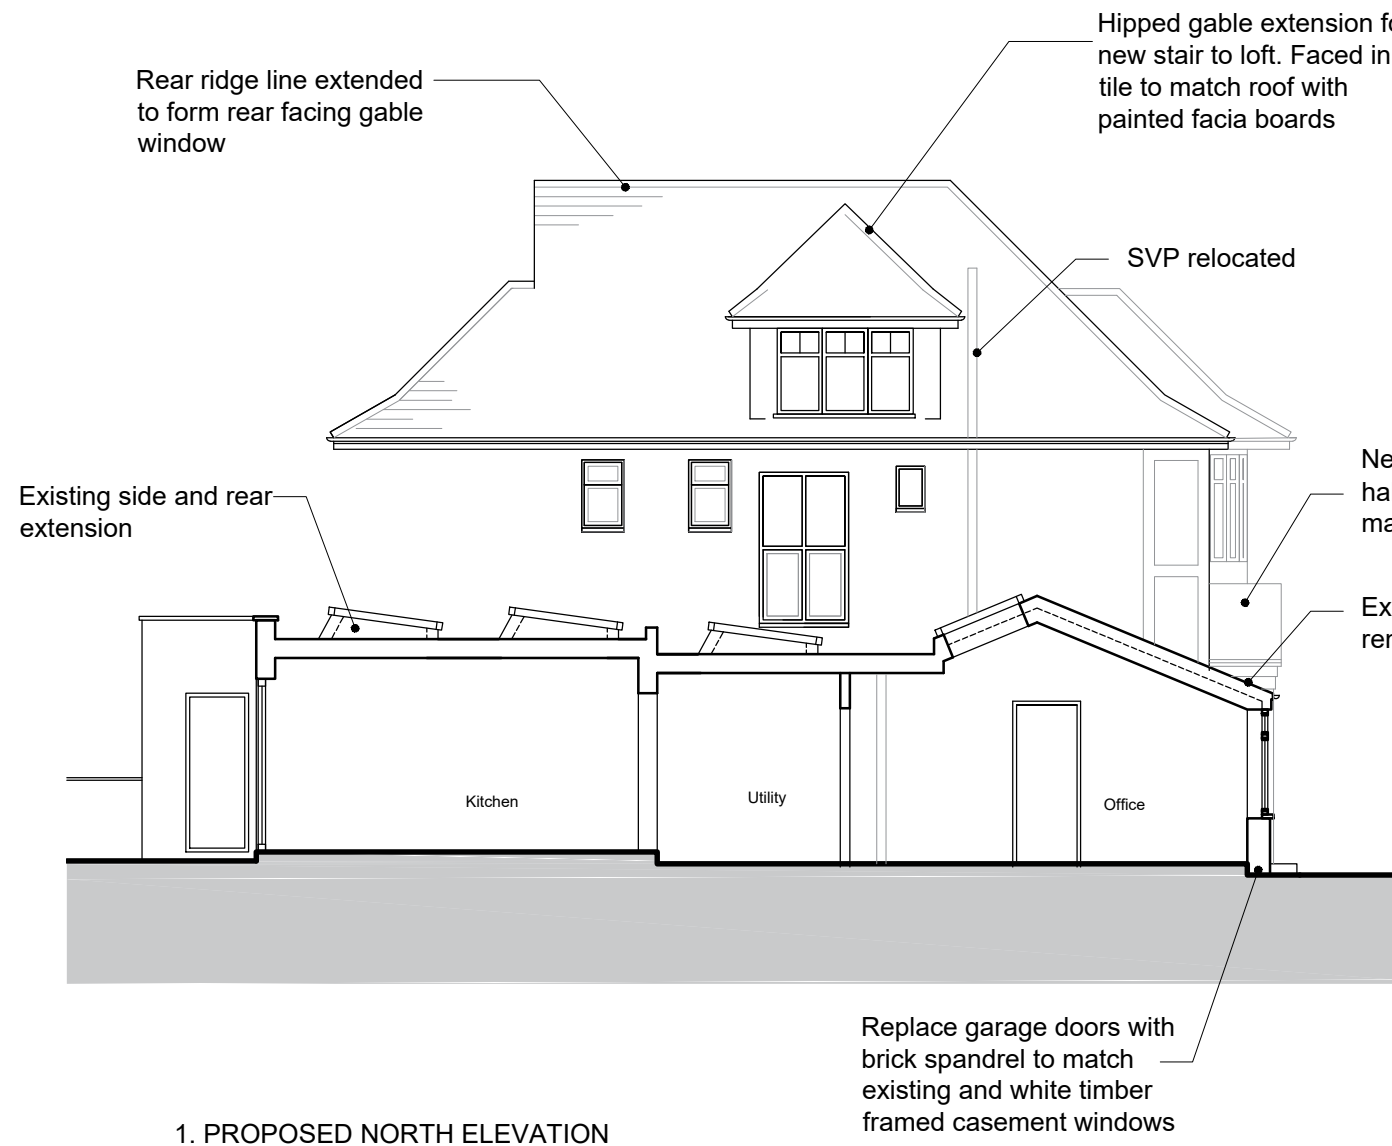 Hipped gable extension
new stair to loft. Faced in
tile to match roof with
painted facia boards
Rear ridge line extended
to form rear facing gable
window
SVP relocated
Existing side and rear
extension
Kitchen
Utility
Office
Replace garage doors with
brick spandrel to match
existing and white timber
framed casement windows
1. PROPOSED NORTH ELEVATION